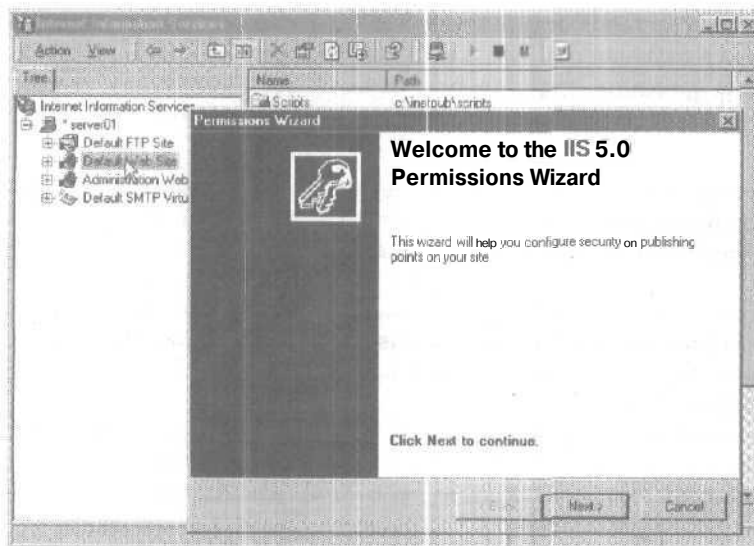 Internet Information Services
Action View
Tree
Name Path
Internet Information Services
Scripts c:\inetpub\scripts
* server01
Default FTP Site
Default Web Site
Administration Web
Default SMTP Virtu
Permissions Wizard
Welcome to the IIS 5.0
Permissions Wizard
This wizard will help you configure security on publishing
points on your site
Click Next to continue.
Next >
Cancel